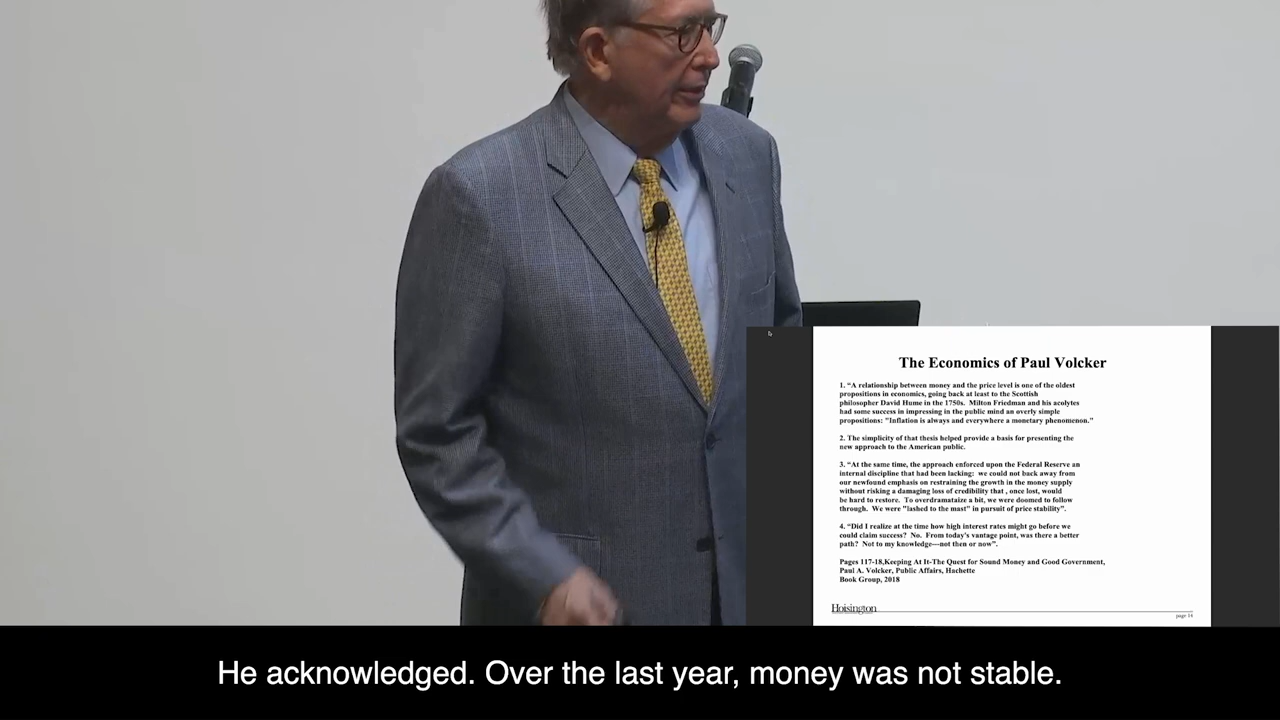 The Economics of Paul Volcker
1. “A relationship between money and the price level is one of the oldest
propositions in economics, going back at least to the Scottish
philosopher David Hume in the 1750s. Milton Friedman and his acolytes
had some success in impressing in the public mind an overly simple
propositions: "Inflation is always and everywhere a monetary phenomenon."
2. The simplicity of that thesis helped provide a basis for presenting the
new approach to the American public.
3. “At the same time, the approach enforced upon the Federal Reserve an
internal discipline that had been lacking: we could not back away from
our newfound emphasis on restraining the growth in the money supply
without risking a damaging loss of credibility that , once lost, would
be hard to restore. To overdramataize a bit, we were doomed to follow
through. We were "lashed to the mast" in pursuit of price stability”.
4. “Did I realize at the time how high interest rates might go before we
could claim success? No. From today's vantage point, was there a better
path? Not to my knowledge---not then or now”.
Pages 117-18,Keeping At It-The Quest for Sound Money and Good Government,
Paul A. Volcker, Public Affairs, Hachette
Book Group, 2018
Hoisington
page 14
He acknowledged. Over the last year, money was not stable.